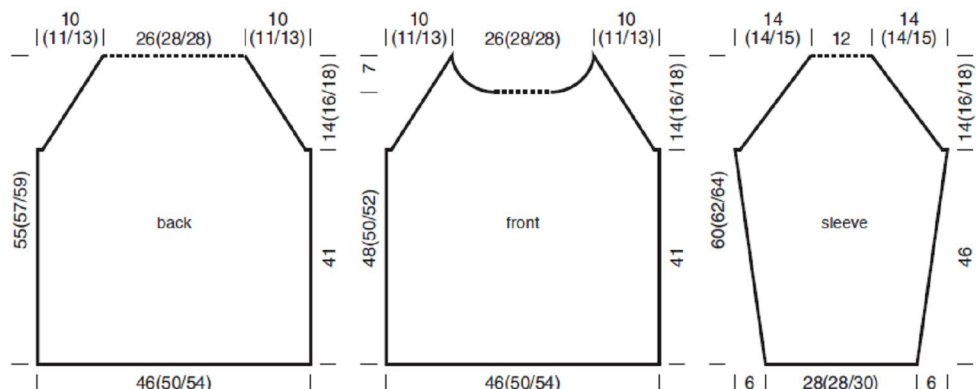 10 10
(11/13) 26(28/28) (11/13)
14(16/18)
55(57/59)
back
41
46(50/54)
10 10
(11/13) 26(28/28) (11/13)
7
14(16/18)
48(50/52)
front
41
46(50/54)
14 14
(14/15) 12 (14/15)
14(16/18)
60(62/64)
sleeve
46
6 28(28/30) 6